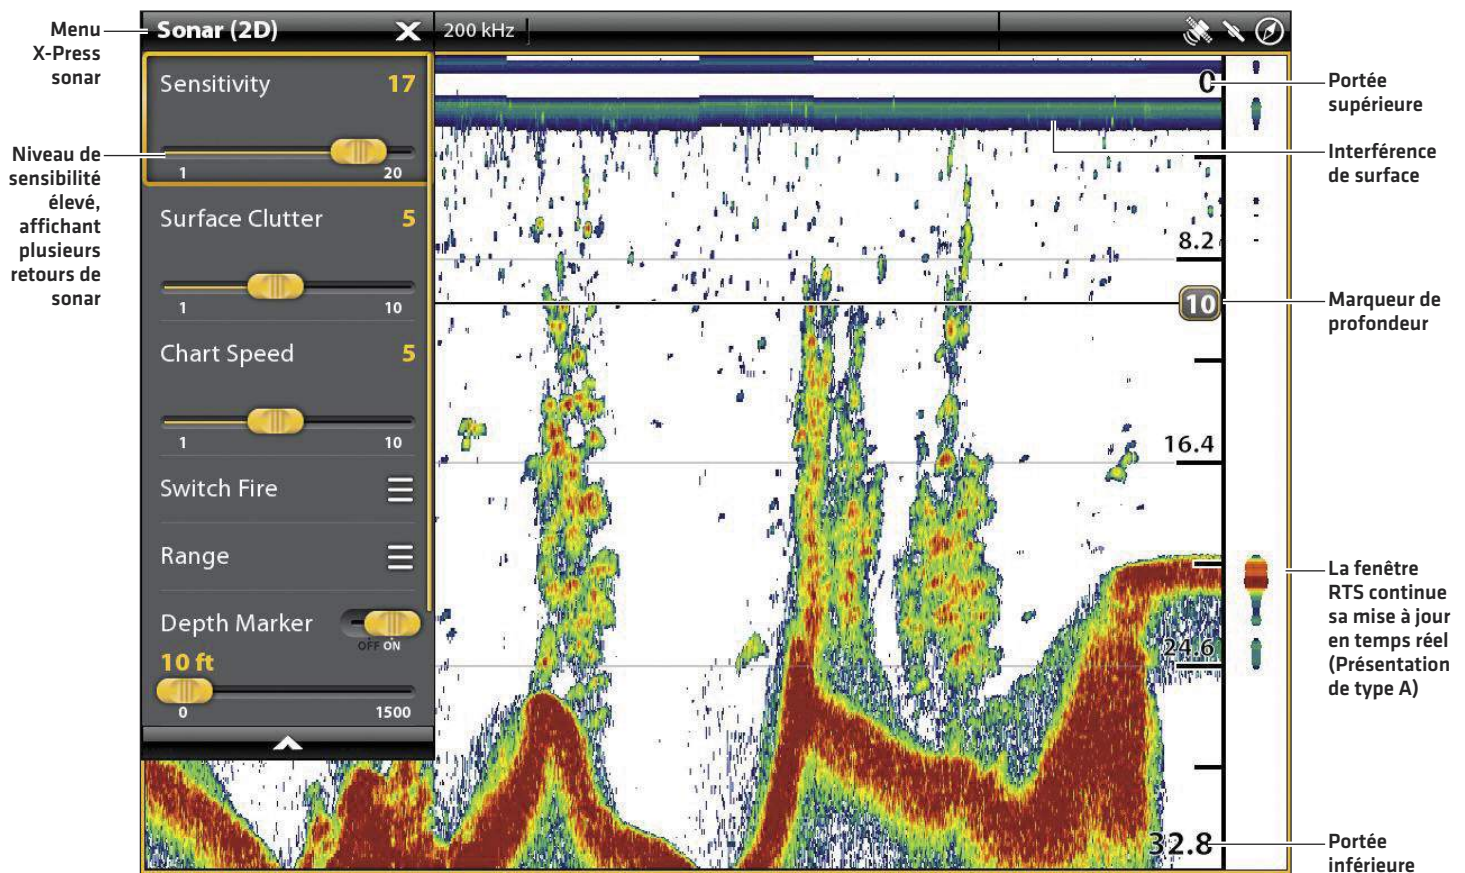 Menu
X-Press
sonar
Niveau de
sensibilité
élevé,
affichant
plusieurs
retours de
sonar
Sonar (2D) X
200 kHz
Sensitivity 17
1 20
Surface Clutter 5
1 10
Chart Speed 5
1 10
Switch Fire
Range
Depth Marker
OFF ON
10 ft
0 1500
0
8.2
10
16.4
24.6
32.8
Portée
supérieure
Interférence
de surface
Marqueur de
profondeur
La fenêtre
RTS continue
sa mise à jour
en temps réel
(Présentation
de type A)
Portée
inférieure